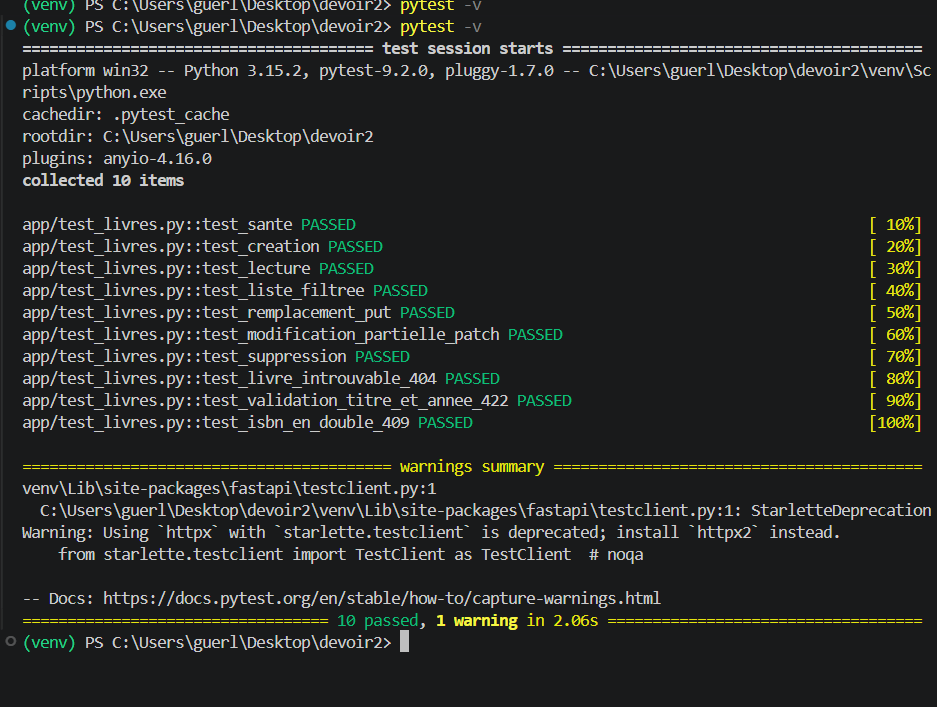 (venv) PS C:\Users\guerl\Desktop\devoir2> pytest -v
(venv) PS C:\Users\guerl\Desktop\devoir2> pytest -v
======================================= test session starts ========================================
platform win32 -- Python 3.15.2, pytest-9.2.0, pluggy-1.7.0 -- C:\Users\guerl\Desktop\devoir2\venv\Sc
ripts\python.exe
cachedir: .pytest_cache
rootdir: C:\Users\guerl\Desktop\devoir2
plugins: anyio-4.16.0
collected 10 items
app/test_livres.py::test_sante PASSED [ 10%]
app/test_livres.py::test_creation PASSED [ 20%]
app/test_livres.py::test_lecture PASSED [ 30%]
app/test_livres.py::test_liste_filtree PASSED [ 40%]
app/test_livres.py::test_remplacement_put PASSED [ 50%]
app/test_livres.py::test_modification_partielle_patch PASSED [ 60%]
app/test_livres.py::test_suppression PASSED [ 70%]
app/test_livres.py::test_livre_introuvable_404 PASSED [ 80%]
app/test_livres.py::test_validation_titre_et_annee_422 PASSED [ 90%]
app/test_livres.py::test_isbn_en_double_409 PASSED [100%]
========================================= warnings summary =========================================
venv\Lib\site-packages\fastapi\testclient.py:1
C:\Users\guerl\Desktop\devoir2\venv\Lib\site-packages\fastapi\testclient.py:1: StarletteDeprecation
Warning: Using `httpx` with `starlette.testclient` is deprecated; install `httpx2` instead.
from starlette.testclient import TestClient as TestClient # noqa
-- Docs: https://docs.pytest.org/en/stable/how-to/capture-warnings.html
================================== 10 passed, 1 warning in 2.06s ===================================
(venv) PS C:\Users\guerl\Desktop\devoir2>